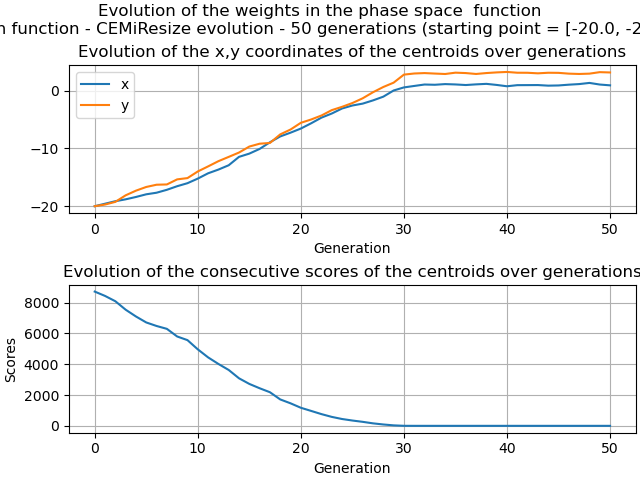 Evolution of the weights in the phase space function
function - CEMiResize evolution - 50 generations (starting point = [-20.0, -2
Evolution of the x,y coordinates of the centroids over generations
x
y
0
-10
-20
0 10 20 30 40 50
Generation
Evolution of the consecutive scores of the centroids over generations
8000
6000
4000
2000
0
Scores
0 10 20 30 40 50
Generation